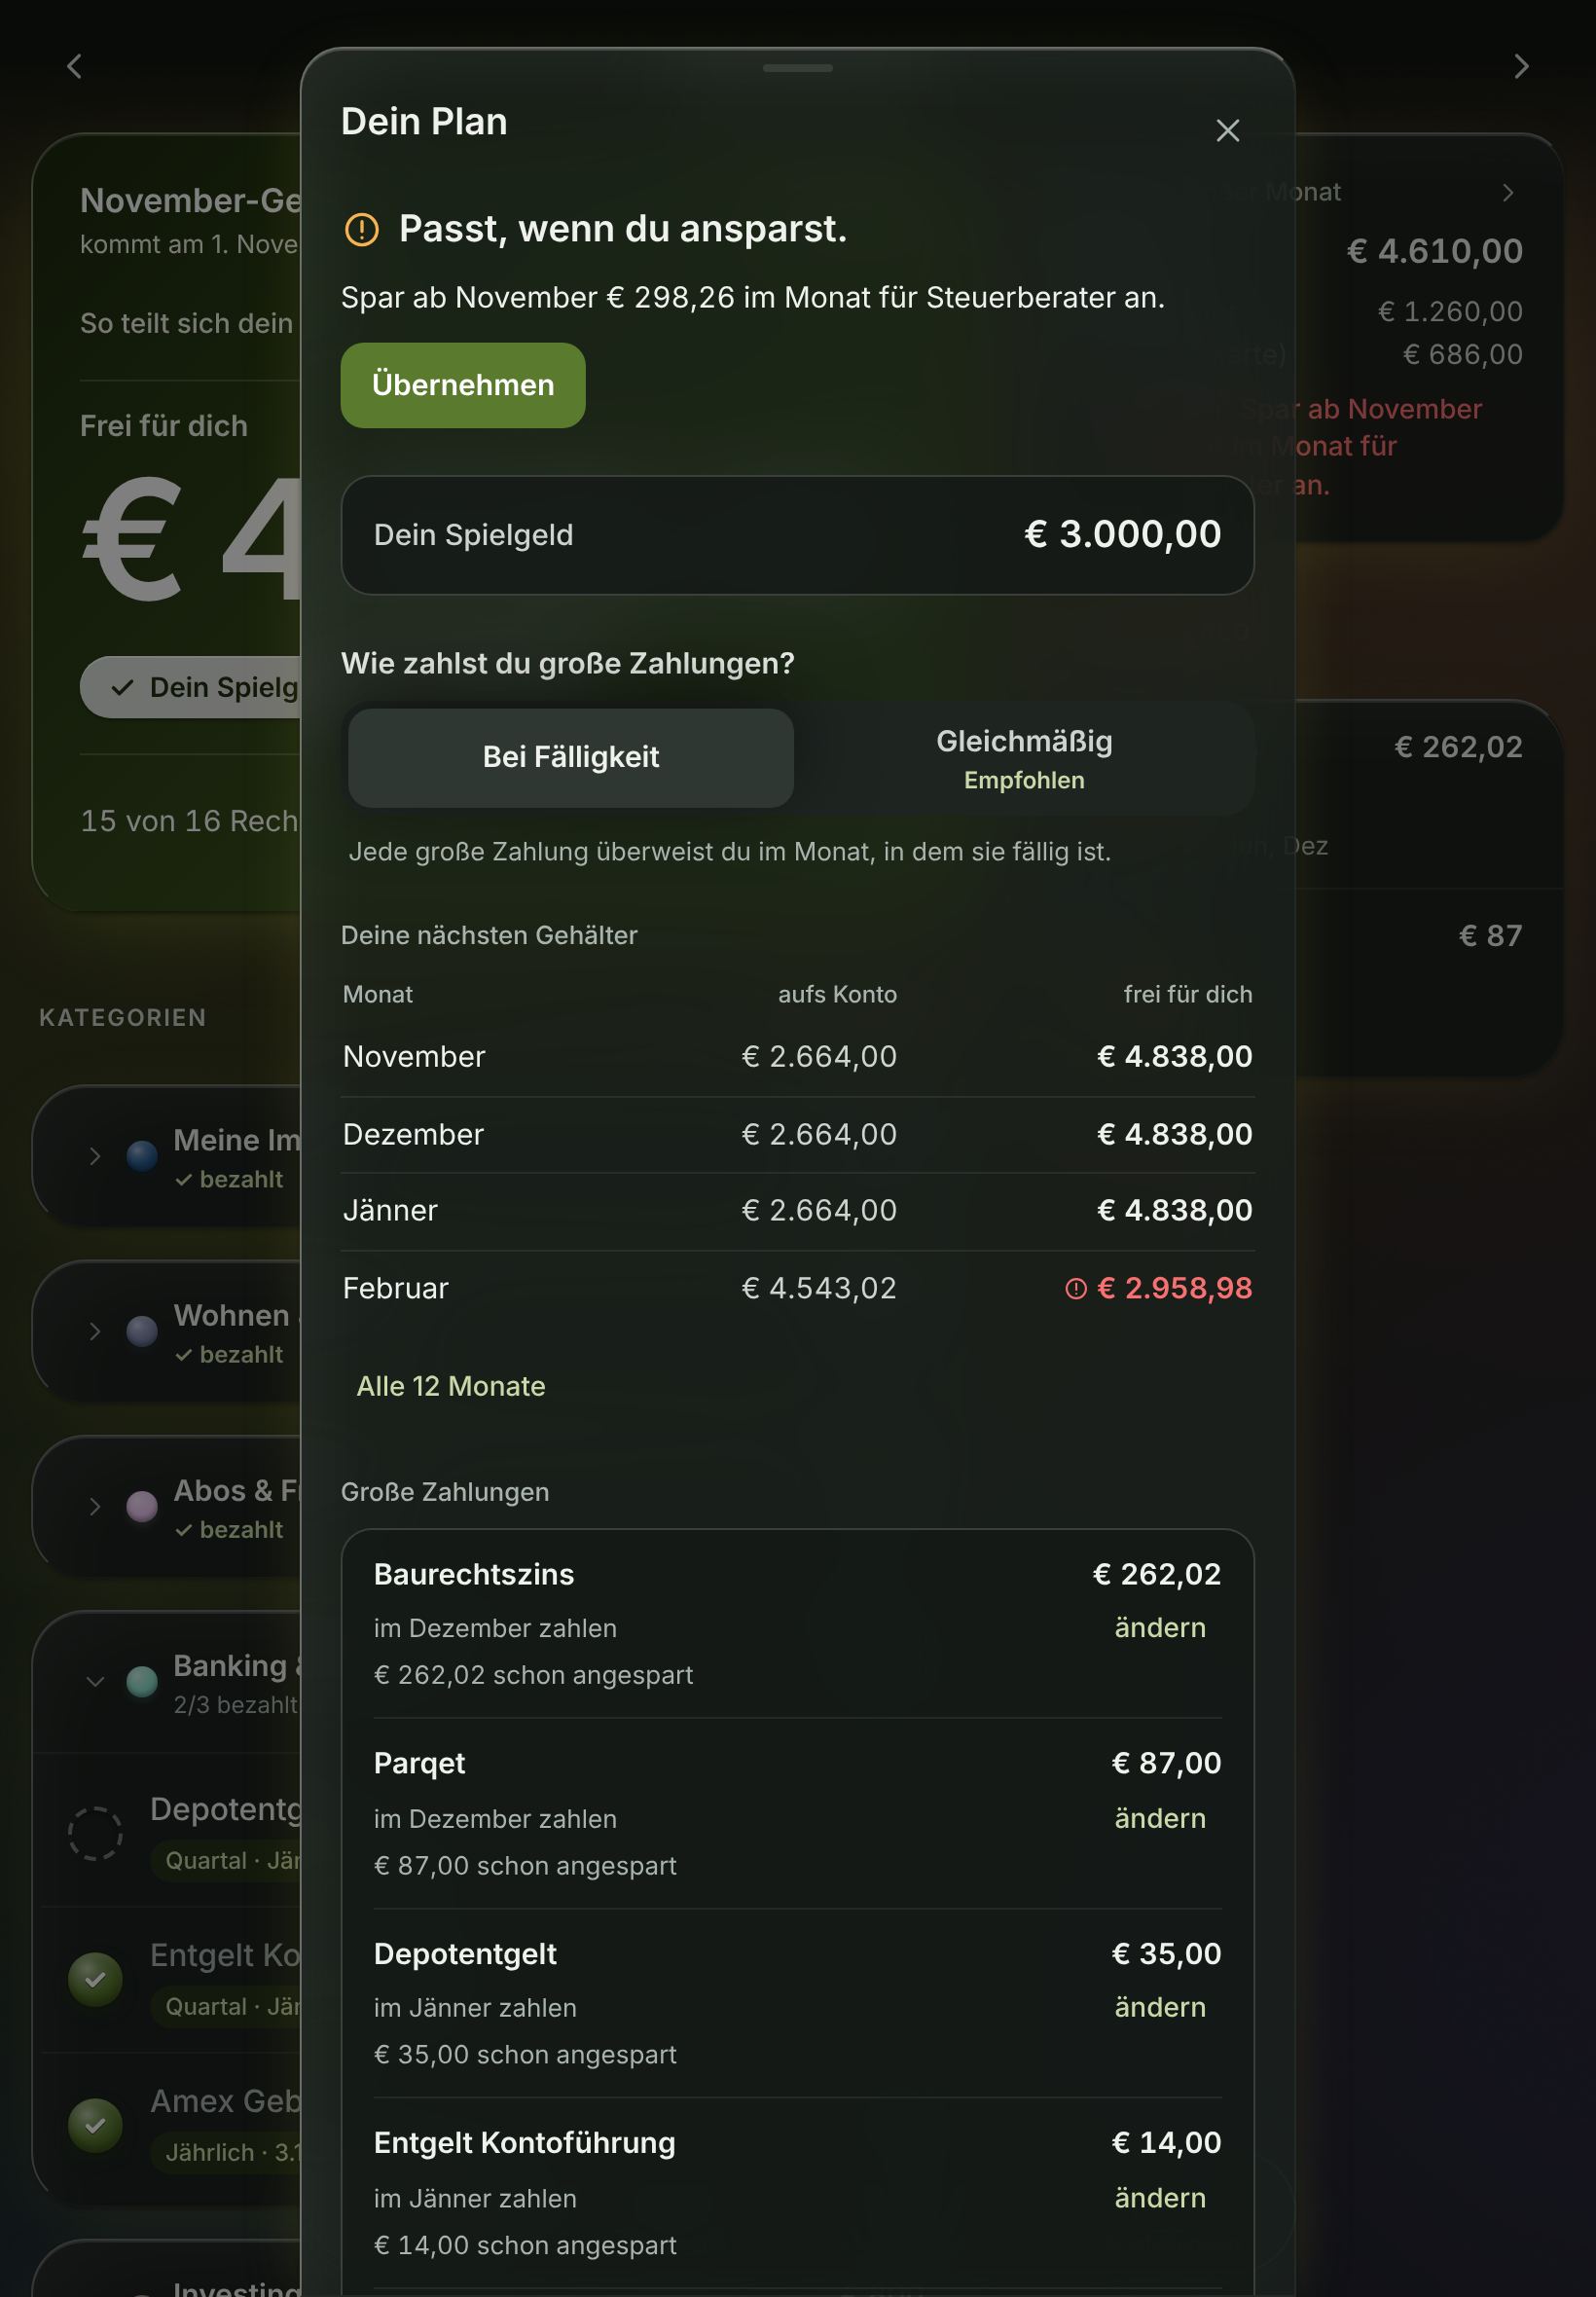 Dein Plan
Passt, wenn du ansparst.
Spar ab November € 298,26 im Monat für Steuerberater an.
Übernehmen
Dein Spielgeld € 3.000,00
Wie zahlst du große Zahlungen?
Bei Fälligkeit
Gleichmäßig
Empfohlen
Jede große Zahlung überweist du im Monat, in dem sie fällig ist.
Deine nächsten Gehälter
Monat aufs Konto frei für dich
November € 2.664,00 € 4.838,00
Dezember € 2.664,00 € 4.838,00
Jänner € 2.664,00 € 4.838,00
Februar € 4.543,02 € 2.958,98
Alle 12 Monate
Große Zahlungen
Baurechtszins € 262,02
im Dezember zahlen ändern
€ 262,02 schon angespart
Parqet € 87,00
im Dezember zahlen ändern
€ 87,00 schon angespart
Depotentgelt € 35,00
im Jänner zahlen ändern
€ 35,00 schon angespart
Entgelt Kontoführung € 14,00
im Jänner zahlen ändern
€ 14,00 schon angespart
November-Ge
kommt am 1. Nove
So teilt sich dein
Frei für dich
€ 4
Dein Spielg
15 von 16 Rech
KATEGORIEN
Meine Im
bezahlt
Wohnen
bezahlt
Abos & F
bezahlt
Banking &
2/3 bezahlt
Depotentg
Quartal · Jän
Entgelt Ko
Quartal · Jän
Amex Geb
Jährlich · 3.1
Investing
Monat
€ 4.610,00
€ 1.260,00
€ 686,00
Spar ab November
Monat für
an.
€ 262,02
Dez
€ 87